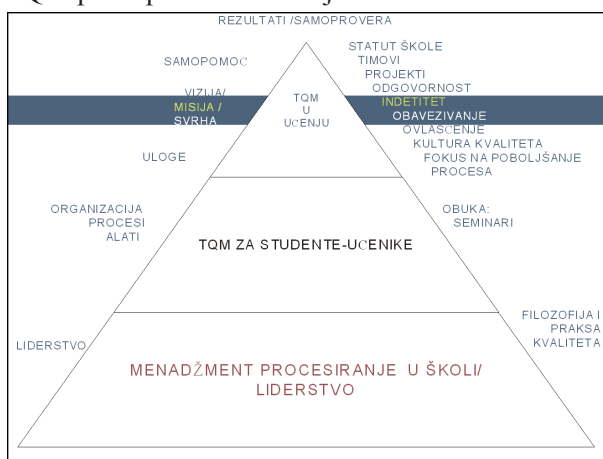 REZULTATI /SAMOPROVERA
SAMOPOMOC
VIZIJA/
MISIJA /
SVRHA
ULOGE
ORGANIZACIJA
PROCESI
ALATI
LIDERSTVO
TQM
U
UCENJU
TQM ZA STUDENTE-UCENIKE
MENADŽMENT PROCESIRANJE U ŠKOLI/
LIDERSTVO
STATUT ŠKOLE
TIMOVI
PROJEKTI
ODGOVORNOST
INDETITET
OBAVEZIVANJE
OVLASCENJE
KULTURA KVALITETA
FOKUS NA POBOLJŠANJE
PROCESA
OBUKA:
SEMINARI
FILOZOFIJA I
PRAKSA
KVALITETA